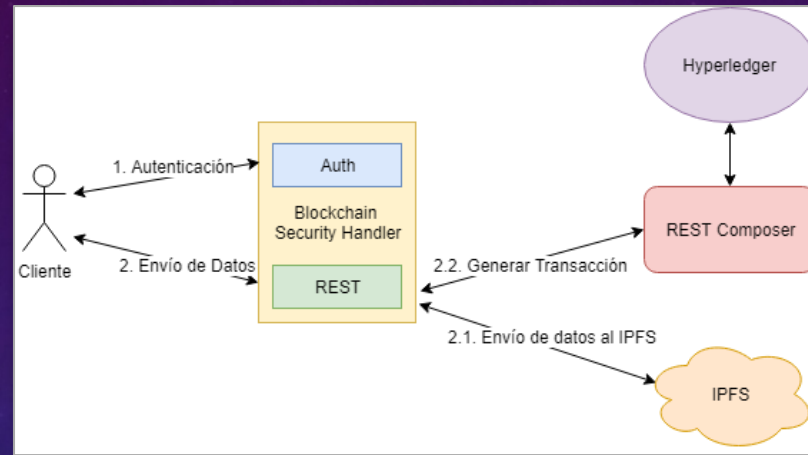 Hyperledger
1. Autenticación
Auth
Blockchain
Security Handler
REST Composer
Cliente
2. Envío de Datos
REST
2.2. Generar Transacción
2.1. Envío de datos al IPFS
IPFS